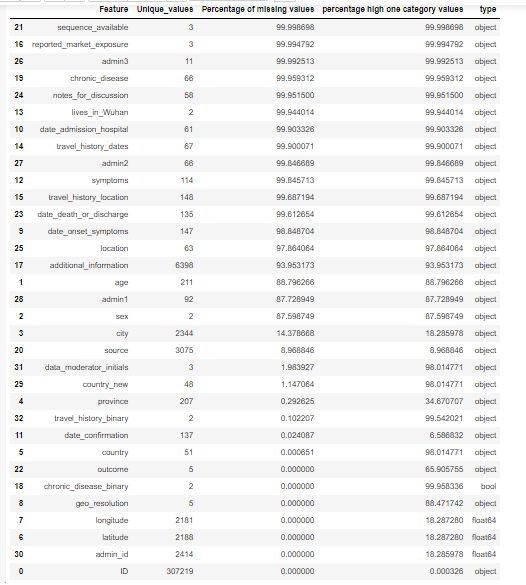 Feature Unique_values Percentage of missing values percentage high one category values type
21 sequence_available 3 99.998698 99.998698 object
16 reported_market_exposure 3 99.994792 99.994792 object
26 admin3 11 99.992513 99.992513 object
19 chronic_disease 66 99.959312 99.959312 object
24 notes_for_discussion 58 99.951500 99.951500 object
13 lives_in_Wuhan 2 99.944014 99.944014 object
10 date_admission_hospital 61 99.903326 99.903326 object
14 travel_history_dates 67 99.900071 99.900071 object
27 admin2 66 99.846689 99.846689 object
12 symptoms 114 99.845713 99.845713 object
15 travel_history_location 148 99.687194 99.687194 object
23 date_death_or_discharge 135 99.612654 99.612654 object
9 date_onset_symptoms 147 98.848704 98.848704 object
25 location 63 97.864064 97.864064 object
17 additional_information 6398 93.953173 93.953173 object
1 age 211 88.796266 88.796266 object
28 admin1 92 87.728949 87.728949 object
2 sex 2 87.598749 87.598749 object
3 city 2344 14.378668 18.285978 object
20 source 3075 8.968846 8.968846 object
31 data_moderator_initials 3 1.983927 98.014771 object
29 country_new 48 1.147064 98.014771 object
4 province 207 0.292625 34.670707 object
32 travel_history_binary 2 0.102207 99.542021 object
11 date_confirmation 137 0.024087 6.586832 object
5 country 51 0.000651 98.014771 object
22 outcome 5 0.000000 65.905755 object
18 chronic_disease_binary 2 0.000000 99.958336 bool
8 geo_resolution 5 0.000000 88.471742 object
7 longitude 2181 0.000000 18.287280 float64
6 latitude 2188 0.000000 18.287280 float64
30 admin_id 2414 0.000000 18.285978 float64
0 ID 307219 0.000000 0.000326 object